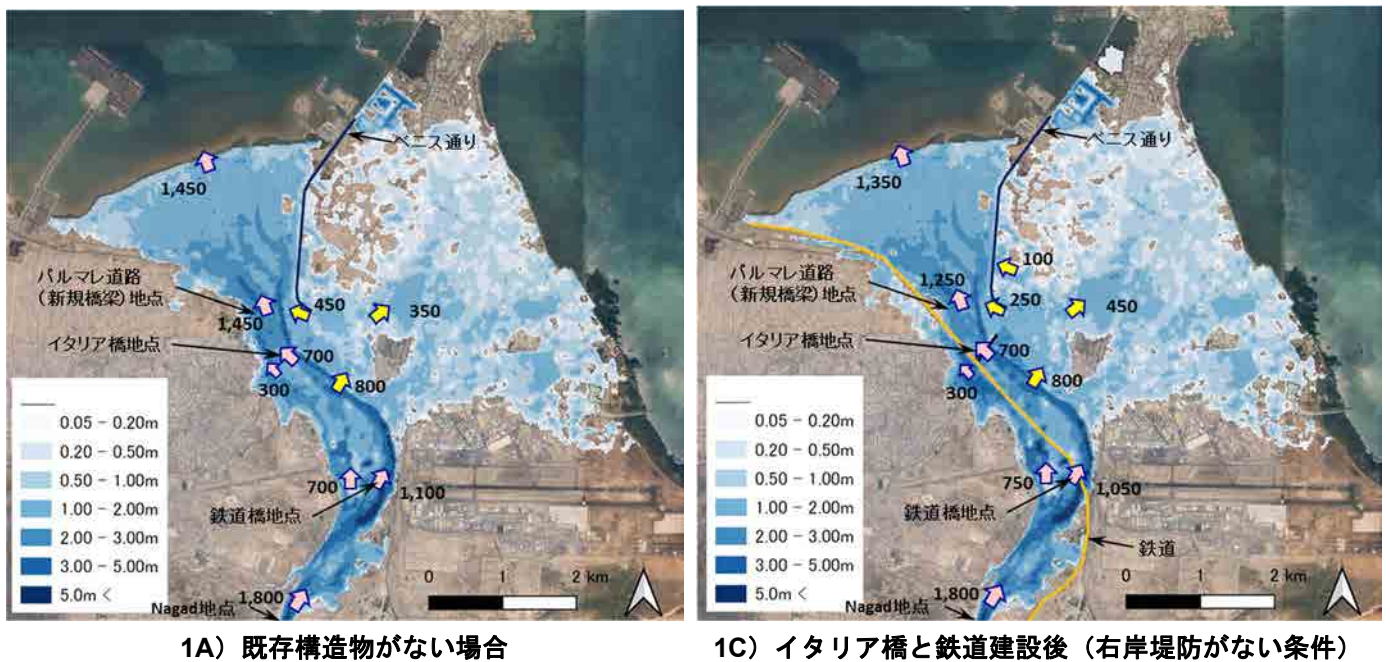 ベニス通り
1,450
パルマレ道路
（新規橋梁）地点
450
350
1,450
イタリア橋地点
700
300
800
0.05 – 0.20m
0.20 – 0.50m
0.50 – 1.00m
1.00 – 2.00m
2.00 – 3.00m
3.00 – 5.00m
5.0m <
700
1,100
鉄道橋地点
1,800
Nagad地点
0 1 2 km
1A）既存構造物がない場合
ベニス通り
1,350
100
パルマレ道路
（新規橋梁）地点
1,250
250
450
イタリア橋地点
700
300
800
0.05 – 0.20m
0.20 – 0.50m
0.50 – 1.00m
1.00 – 2.00m
2.00 – 3.00m
3.00 – 5.00m
5.0m <
750
1,050
鉄道橋地点
鉄道
1,800
Nagad地点
0 1 2 km
1C）イタリア橋と鉄道建設後（右岸堤防がない条件）